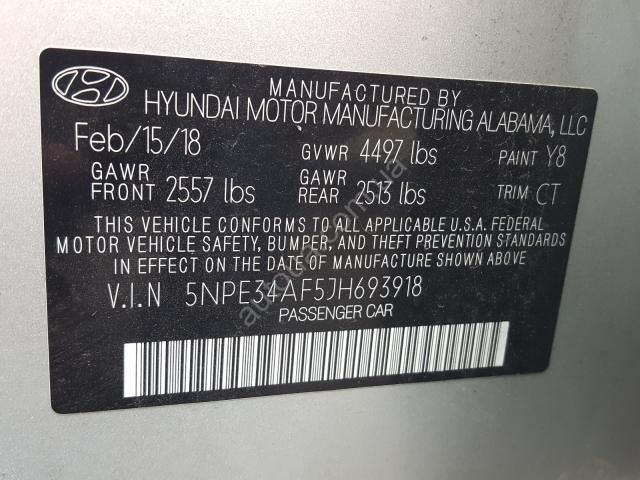 MANUFACTURED BY
HYUNDAI MOTOR MANUFACTURING ALABAMA, LLC
Feb/15/18 GVWR 4497 lbs PAINT Y8
GAWR FRONT 2557 lbs GAWR REAR 2513 lbs TRIM CT
THIS VEHICLE CONFORMS TO ALL APPLICABLE U.S.A. FEDERAL
MOTOR VEHICLE SAFETY, BUMPER, AND THEFT PREVENTION STANDARDS
IN EFFECT ON THE DATE OF MANUFACTURE SHOWN ABOVE
V.I.N 5NPE34AF5JH693918
PASSENGER CAR